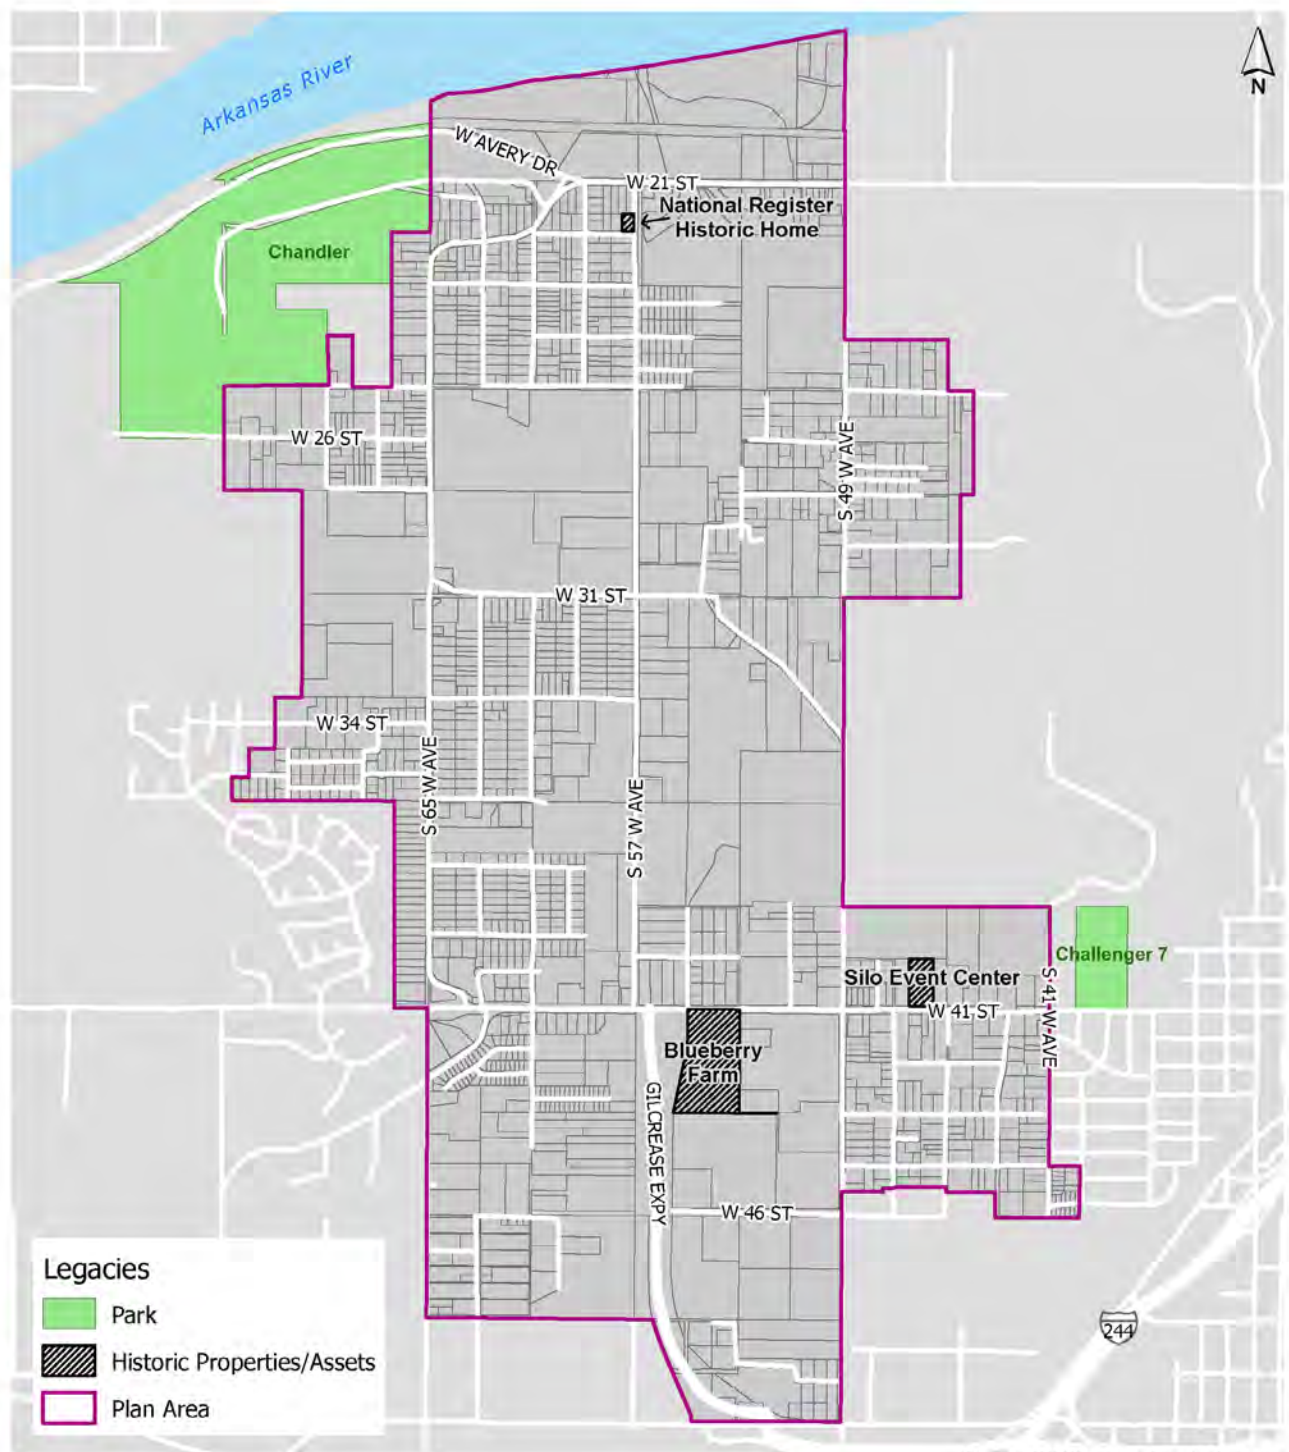 Arkansas River
N
W AVERY DR
W 21 ST
National Register
Historic Home
Chandler
W 26 ST
S 49 W AVE
W 31 ST
W 34 ST
S 65 W AVE
S 57 W AVE
Challenger 7
Silo Event Center
S 41 W AVE
W 41 ST
Blueberry
Farm
GILCREASE EXPY
W 46 ST
Legacies
Park
Historic Properties/Assets
Plan Area
244